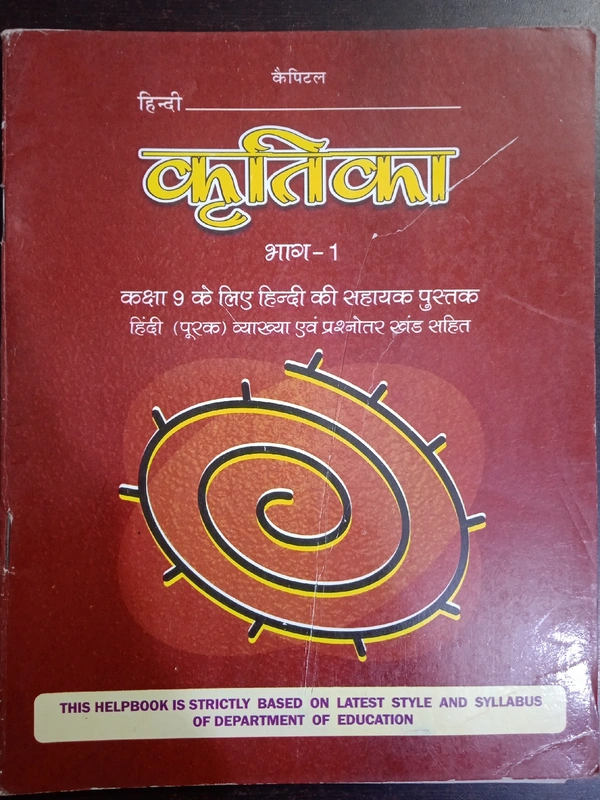 कैपिटल
हिन्दी
कृतिका
भाग-1
कक्षा 9 के लिए हिन्दी की सहायक पुस्तक
हिंदी (पूरक) व्याख्या एवं प्रश्नोतर खंड सहित
THIS HELPBOOK IS STRICTLY BASED ON LATEST STYLE AND SYLLABUS
OF DEPARTMENT OF EDUCATION